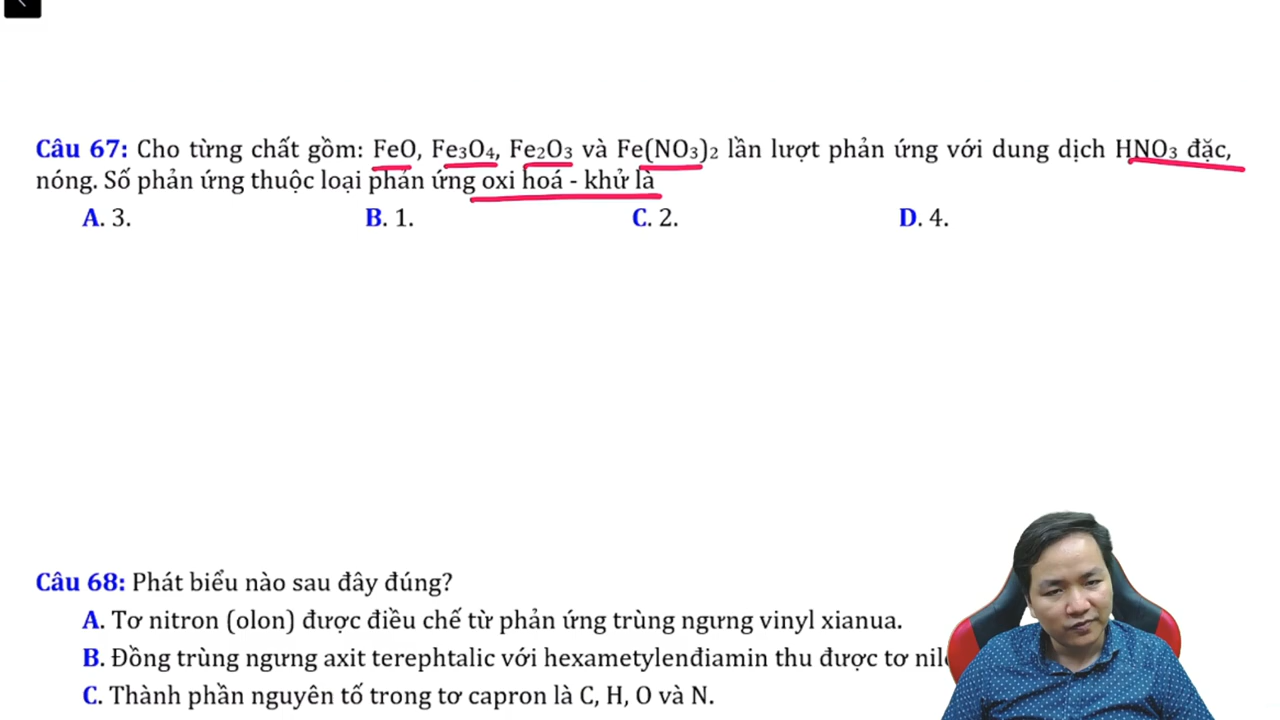 Câu 67: Cho từng chất gồm: FeO, Fe₃O₄, Fe₂O₃ và Fe(NO₃)₂ lần lượt phản ứng với dung dịch HNO₃ đặc,
nóng. Số phản ứng thuộc loại phản ứng oxi hoá - khử là
A. 3. B. 1. C. 2. D. 4.
Câu 68: Phát biểu nào sau đây đúng?
A. Tơ nitron (olon) được điều chế từ phản ứng trùng ngưng vinyl xianua.
B. Đồng trùng ngưng axit terephtalic với hexametylenđiamin thu được tơ
C. Thành phần nguyên tố trong tơ capron là C, H, O và N.